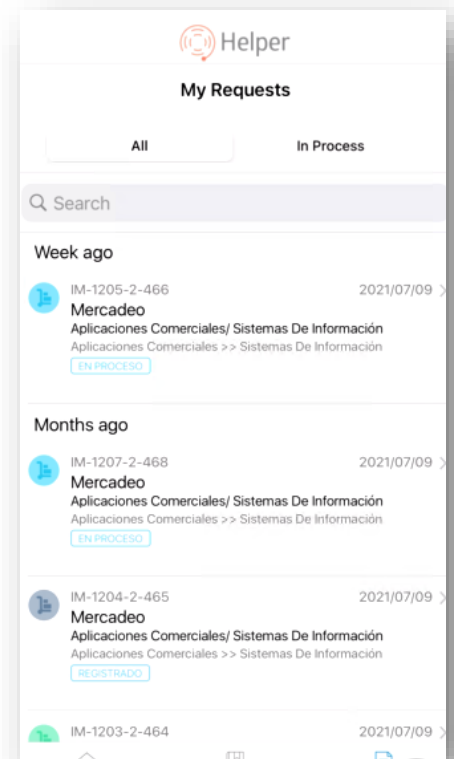 Helper
My Requests
All In Process
Search
Week ago
IM-1205-2-466 2021/07/09
Mercadeo
Aplicaciones Comerciales/ Sistemas De Información
Aplicaciones Comerciales >> Sistemas De Información
EN PROCESO
Months ago
IM-1207-2-468 2021/07/09
Mercadeo
Aplicaciones Comerciales/ Sistemas De Información
Aplicaciones Comerciales >> Sistemas De Información
EN PROCESO
IM-1204-2-465 2021/07/09
Mercadeo
Aplicaciones Comerciales/ Sistemas De Información
Aplicaciones Comerciales >> Sistemas De Información
REGISTRADO
IM-1203-2-464 2021/07/09